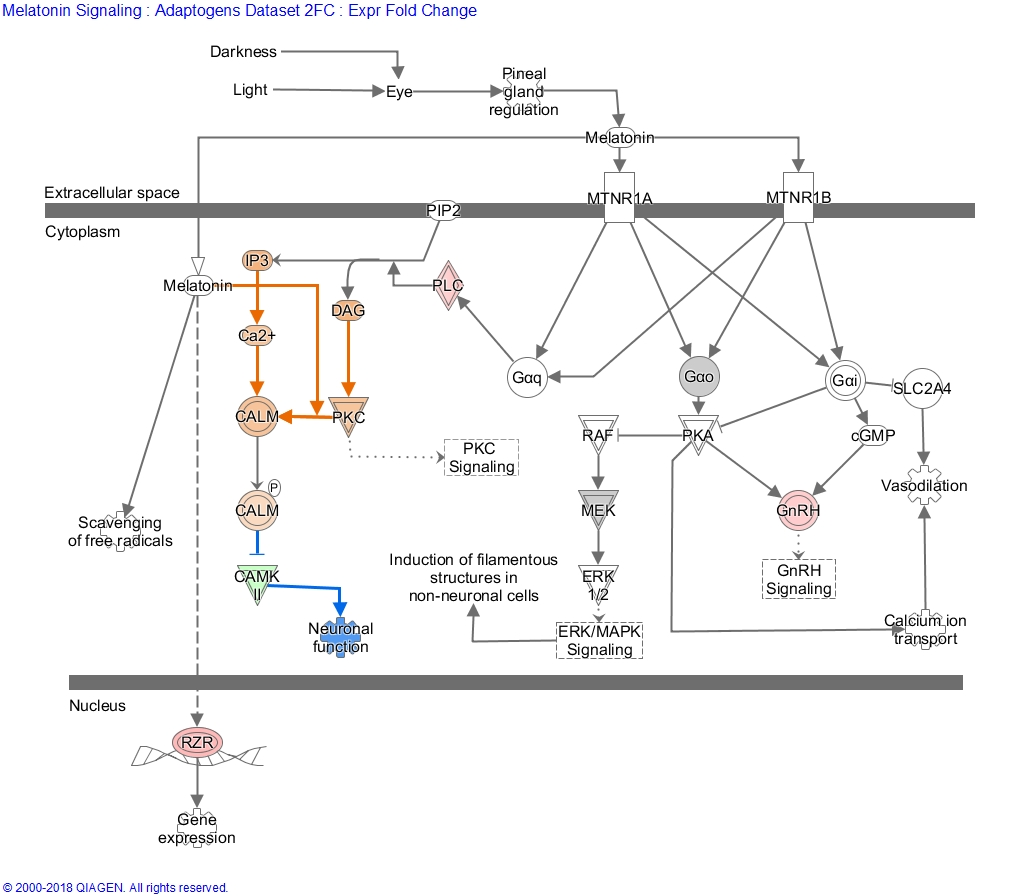 Melatonin Signaling : Adaptogens Dataset 2FC : Expr Fold Change
Darkness
Light
Eye
Pineal
gland
regulation
Melatonin
Extracellular space
MTNR1A
MTNR1B
PIP2
Cytoplasm
IP3
Melatonin
PLC
DAG
Ca2+
Gαq
Gαo
Gαi
SLC2A4
CALM
PKC
RAF
PKA
cGMP
PKC
Signaling
Vasodilation
P
CALM
MEK
GnRH
Scavenging
of free radicals
Induction of filamentous
structures in
non-neuronal cells
CAMK
II
ERK
1/2
GnRH
Signaling
Neuronal
function
ERK/MAPK
Signaling
Calcium ion
transport
Nucleus
RZR
Gene
expression
© 2000-2018 QIAGEN. All rights reserved.